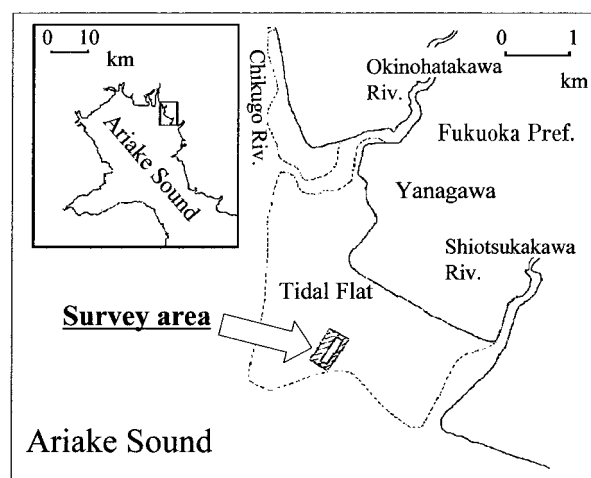 0 10
km
Ariake Sound
Chikugo Riv.
Okinohatakawa
Riv.
0 1
km
Fukuoka Pref.
Yanagawa
Shiotsukakawa
Riv.
Tidal Flat
Survey area
Ariake Sound